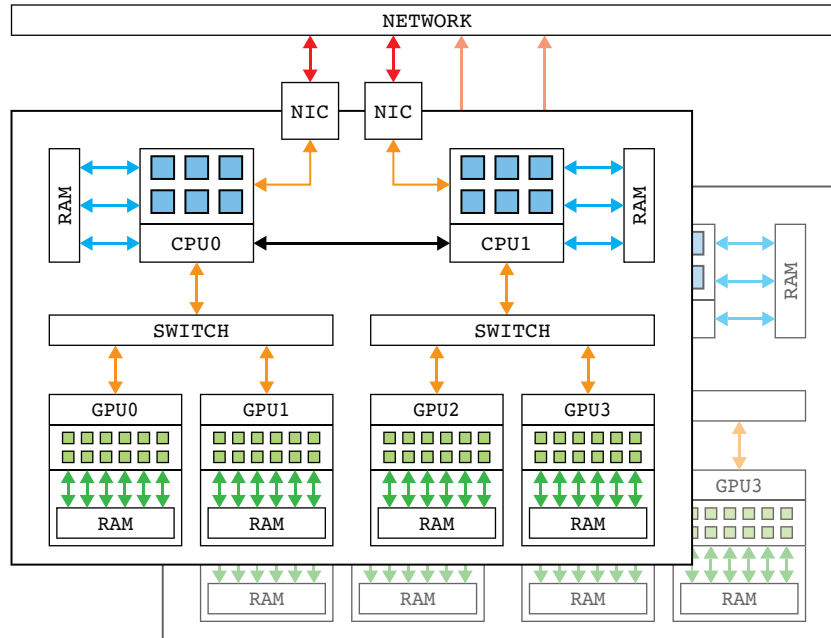 NETWORK
NIC
NIC
RAM
CPU0
CPU1
RAM
RAM
SWITCH
SWITCH
GPU0
GPU1
GPU2
GPU3
GPU3
RAM
RAM
RAM
RAM
RAM
RAM
RAM
RAM